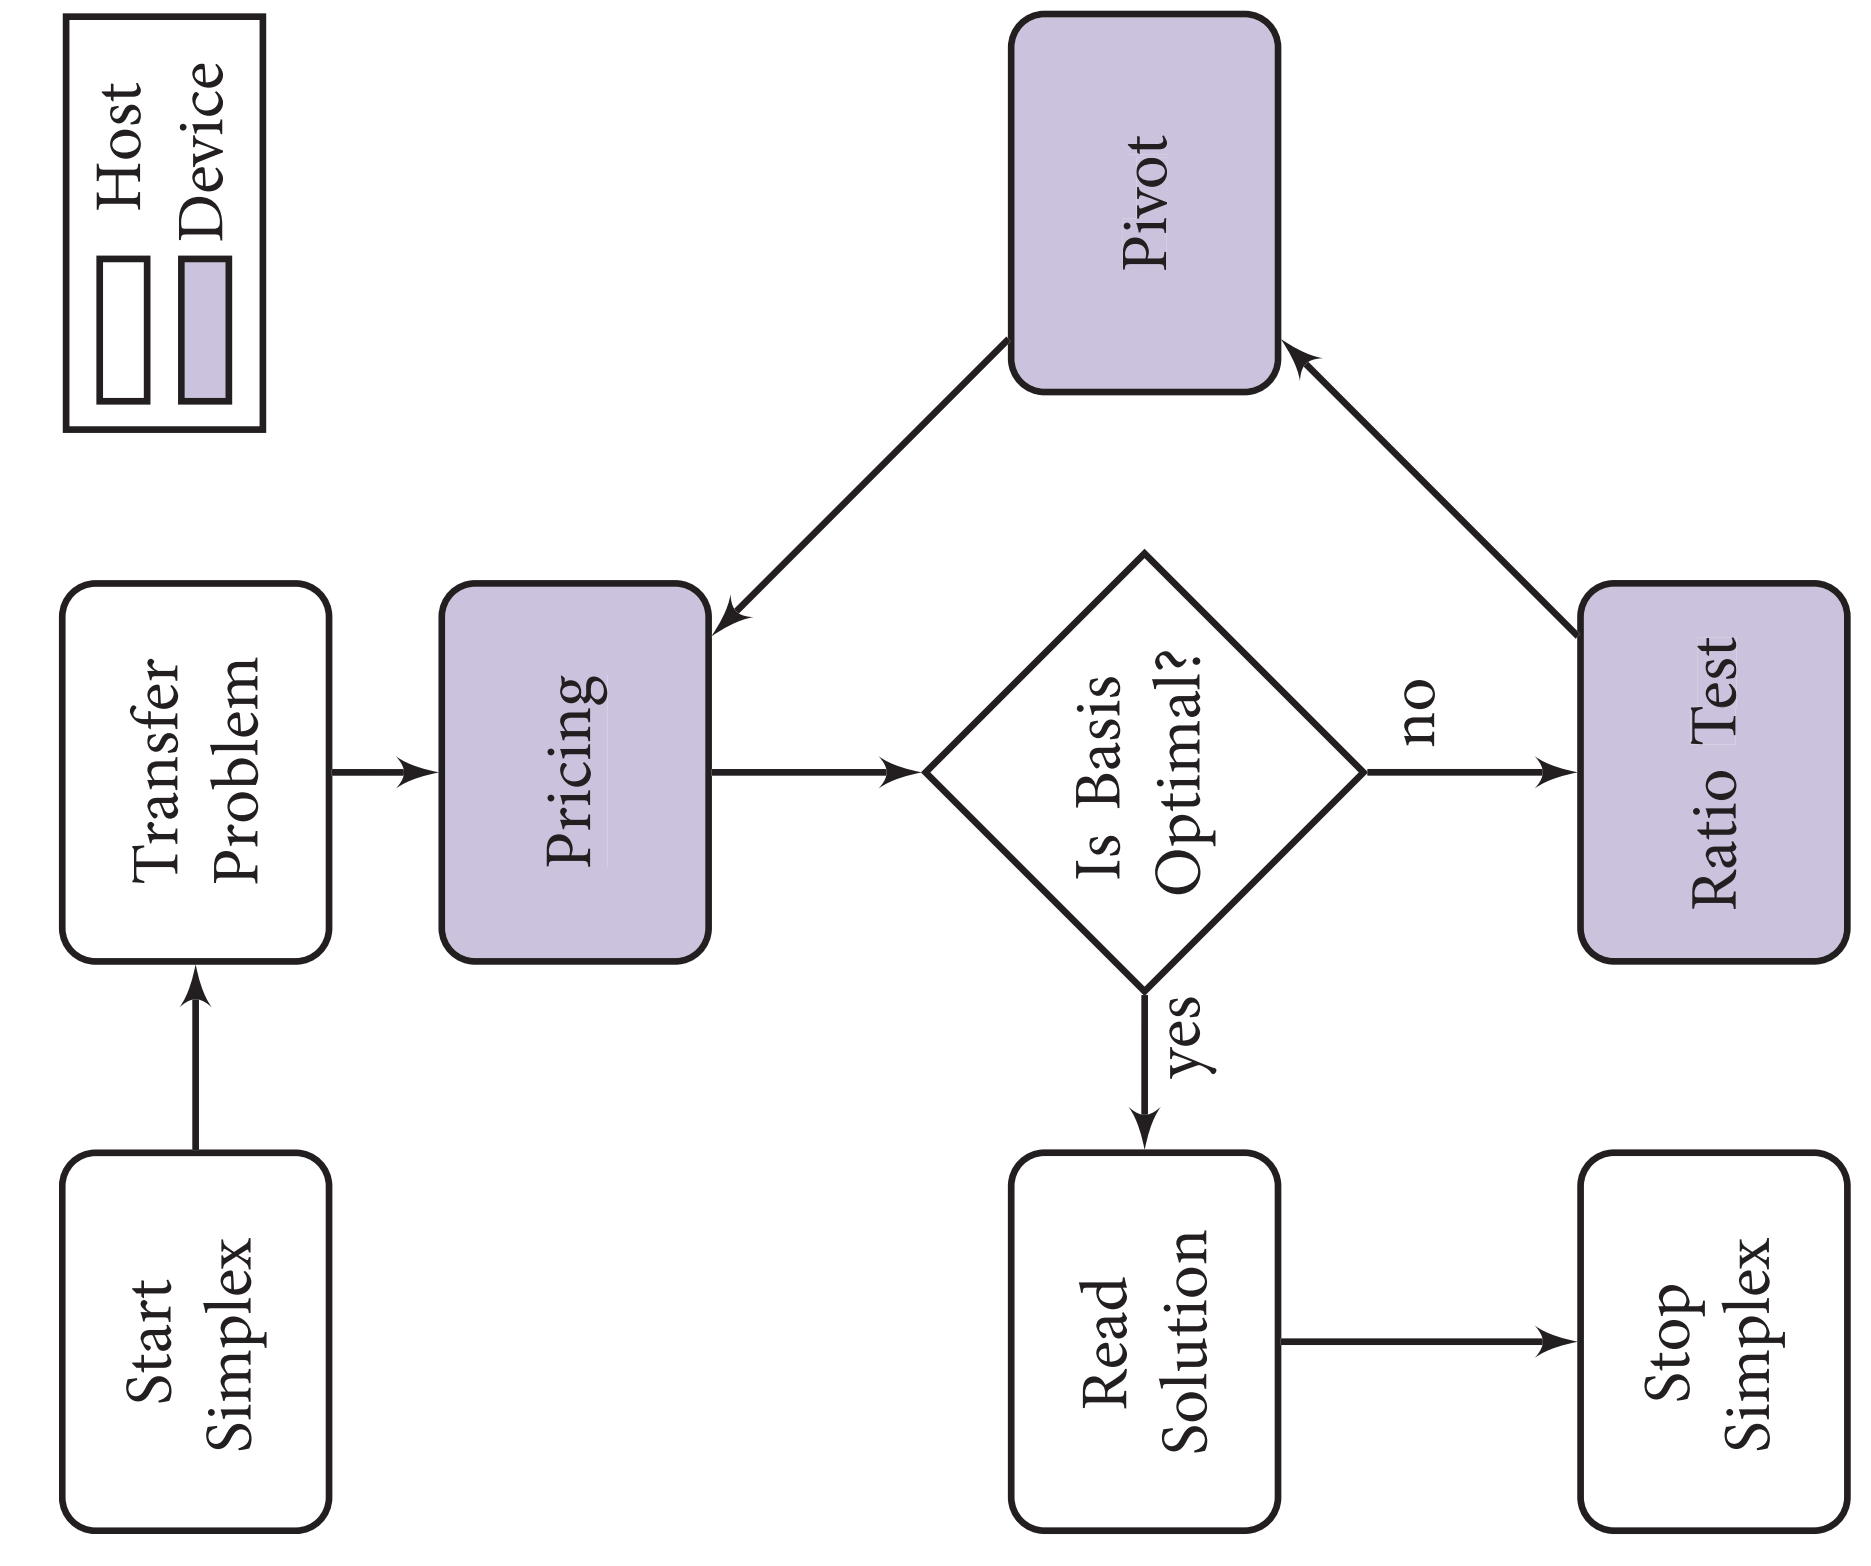 Start
Simplex
Transfer
Problem
Host
Device
Pricing
Is Basis
Optimal?
yes
no
Pivot
Read
Solution
Ratio Test
Stop
Simplex